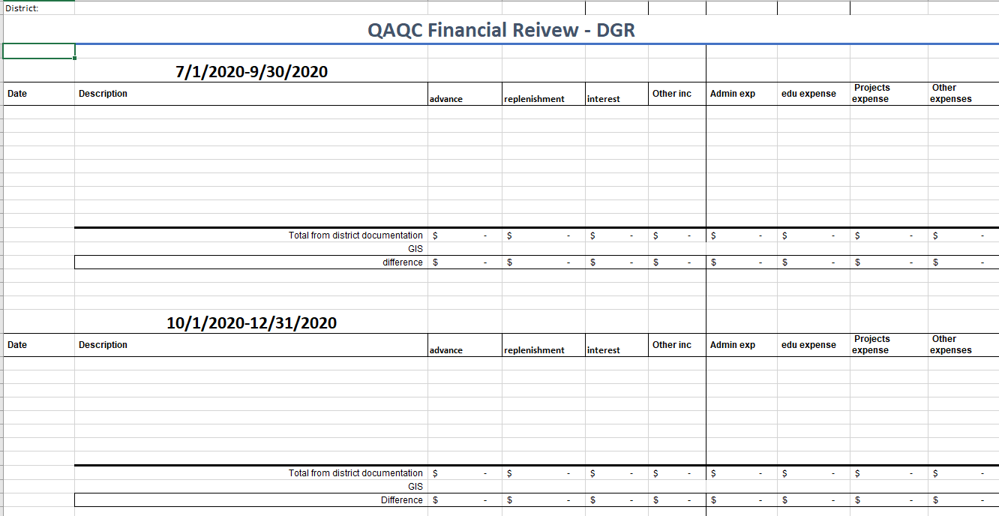 District:
QAQC Financial Reivew - DGR
7/1/2020-9/30/2020
Date Description advance replenishment interest Other inc Admin exp edu expense Projects expense Other expenses
Total from district documentation $ - $ - $ - $ - $ - $ - $ - $ -
GIS
difference $ - $ - $ - $ - $ - $ - $ - $ -
10/1/2020-12/31/2020
Date Description advance replenishment interest Other inc Admin exp edu expense Projects expense Other expenses
Total from district documentation $ - $ - $ - $ - $ - $ - $ - $ -
GIS
Difference $ - $ - $ - $ - $ - $ - $ - $ -